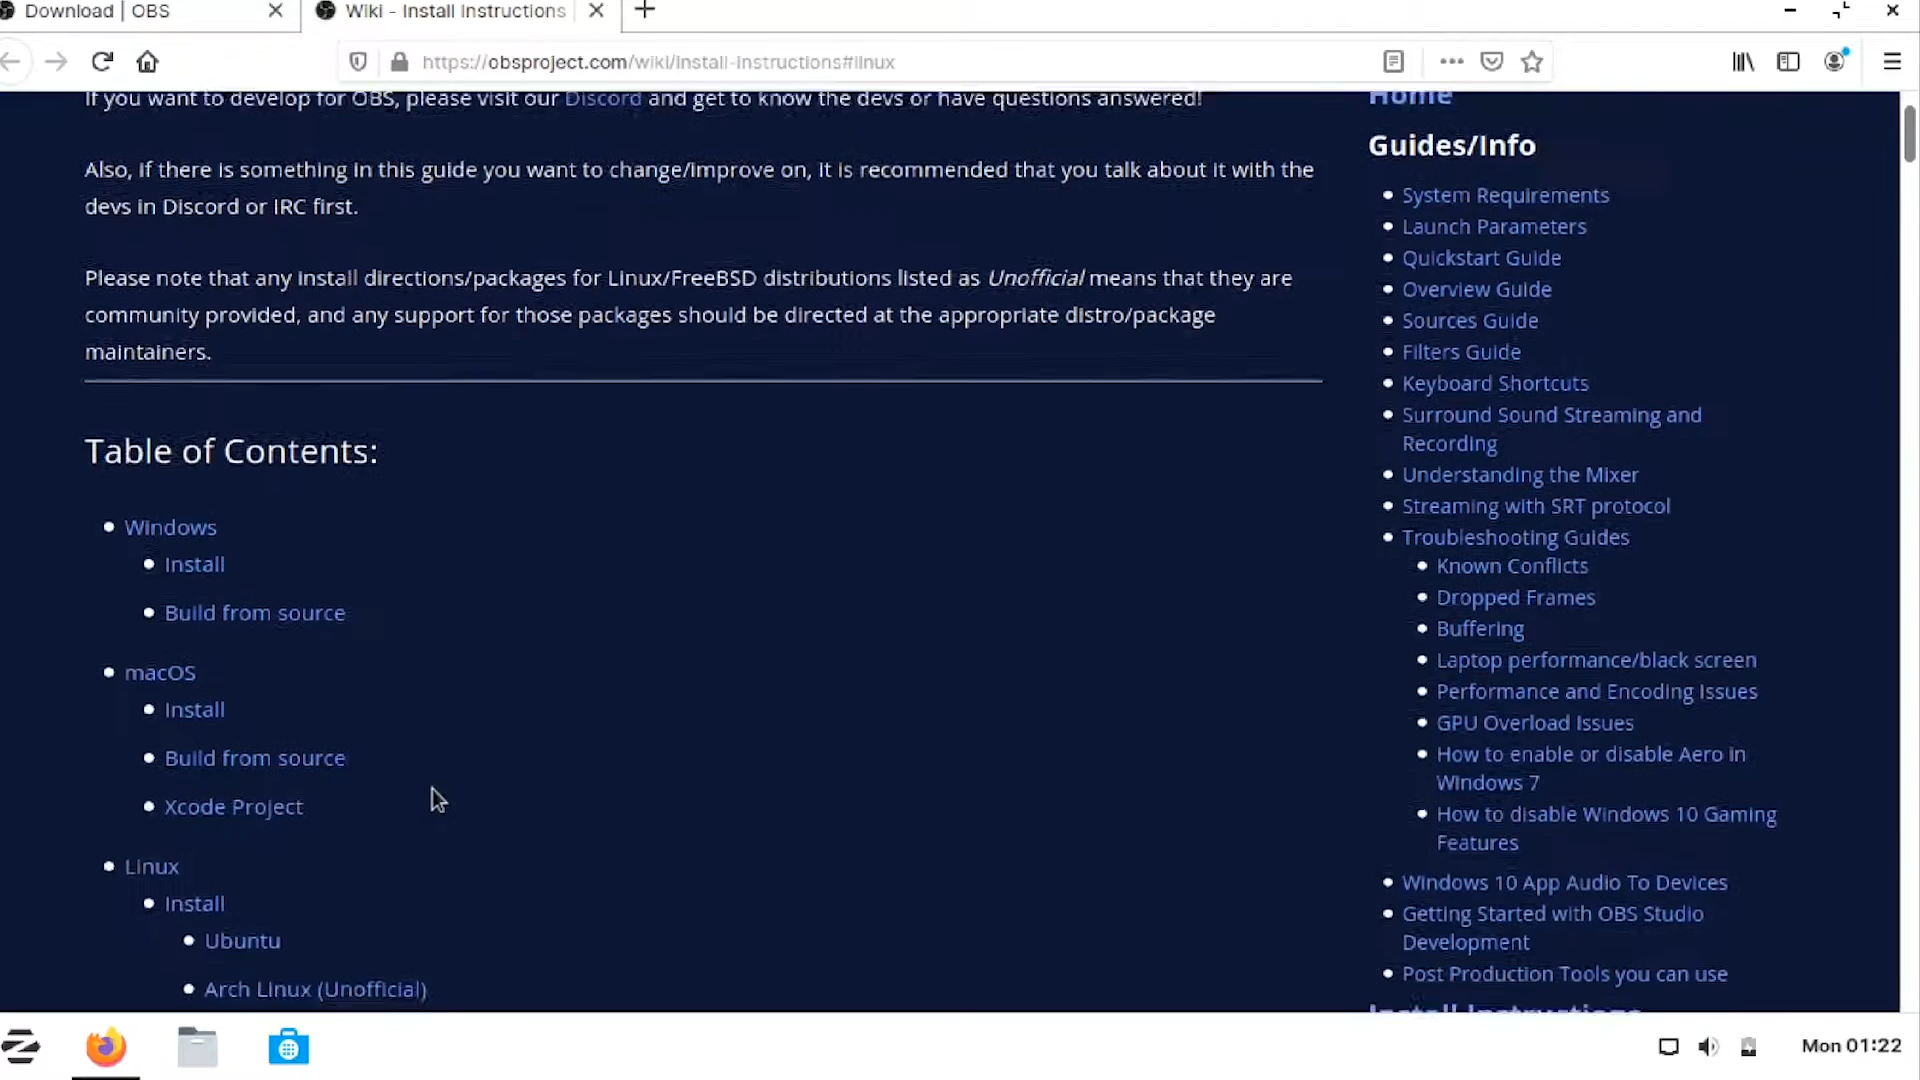 Download | OBS
Wiki - Install Instructions
https://obsproject.com/wiki/install-instructions#linux
If you want to develop for OBS, please visit our Discord and get to know the devs or have questions answered!
Also, if there is something in this guide you want to change/improve on, it is recommended that you talk about it with the
devs in Discord or IRC first.
Please note that any install directions/packages for Linux/FreeBSD distributions listed as Unofficial means that they are
community provided, and any support for those packages should be directed at the appropriate distro/package
maintainers.
Table of Contents:
Windows
Install
Build from source
macOS
Install
Build from source
Xcode Project
Linux
Install
Ubuntu
Arch Linux (Unofficial)
Home
Guides/Info
System Requirements
Launch Parameters
Quickstart Guide
Overview Guide
Sources Guide
Filters Guide
Keyboard Shortcuts
Surround Sound Streaming and
Recording
Understanding the Mixer
Streaming with SRT protocol
Troubleshooting Guides
Known Conflicts
Dropped Frames
Buffering
Laptop performance/black screen
Performance and Encoding Issues
GPU Overload Issues
How to enable or disable Aero in
Windows 7
How to disable Windows 10 Gaming
Features
Windows 10 App Audio To Devices
Getting Started with OBS Studio
Development
Post Production Tools you can use
Install Instructions
Mon 01:22